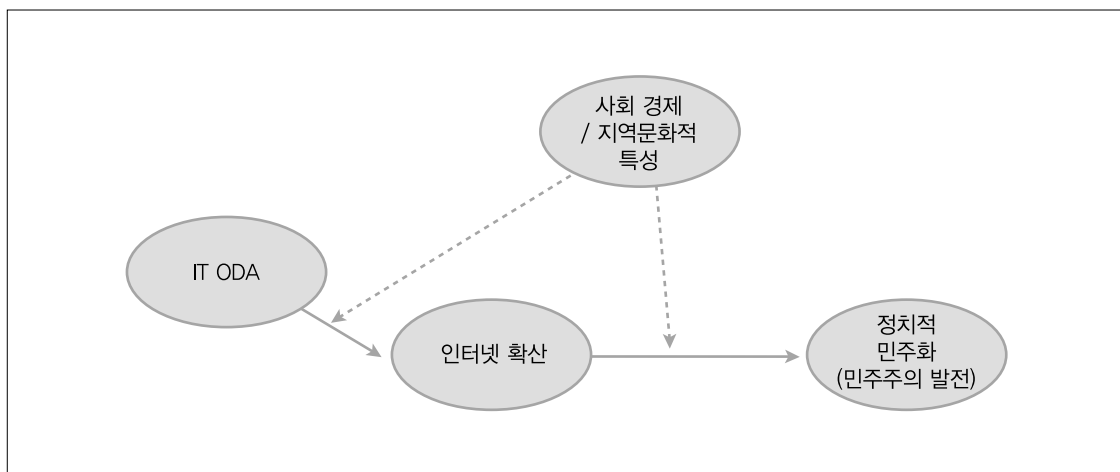 사회 경제
/ 지역문화적
특성
IT ODA
인터넷 확산
정치적
민주화
(민주주의 발전)